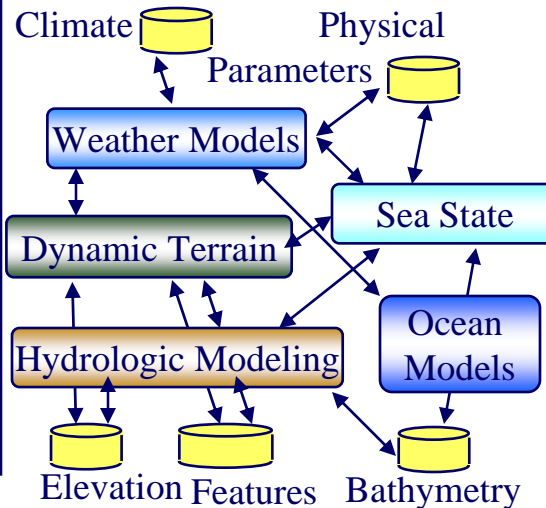 Climate
Physical
Parameters
Weather Models
Sea State
Dynamic Terrain
Ocean
Models
Hydrologic Modeling
Elevation
Features
Bathymetry